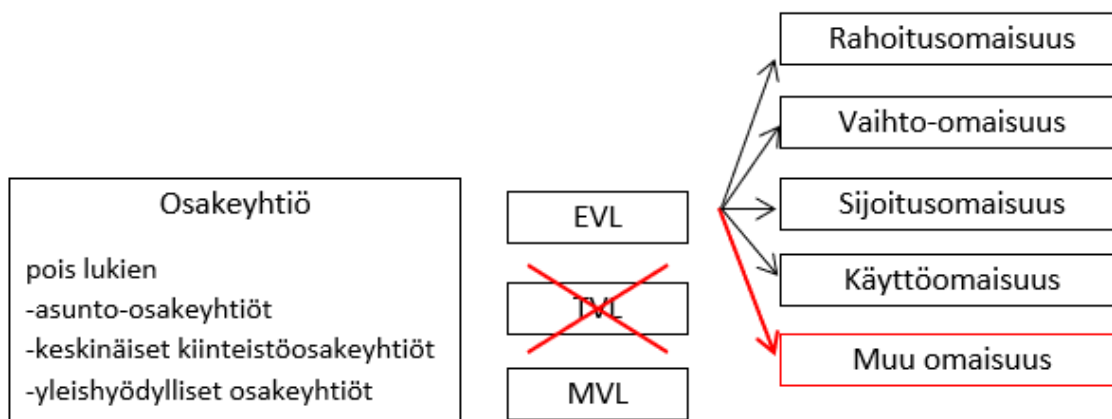 Osakeyhtiö
pois lukien
-asunto-osakeyhtiöt
-keskinäiset kiinteistöosakeyhtiöt
-yleishyödylliset osakeyhtiöt
EVL
TVL
MVL
Rahoitusomaisuus
Vaihto-omaisuus
Sijoitusomaisuus
Käyttöomaisuus
Muu omaisuus